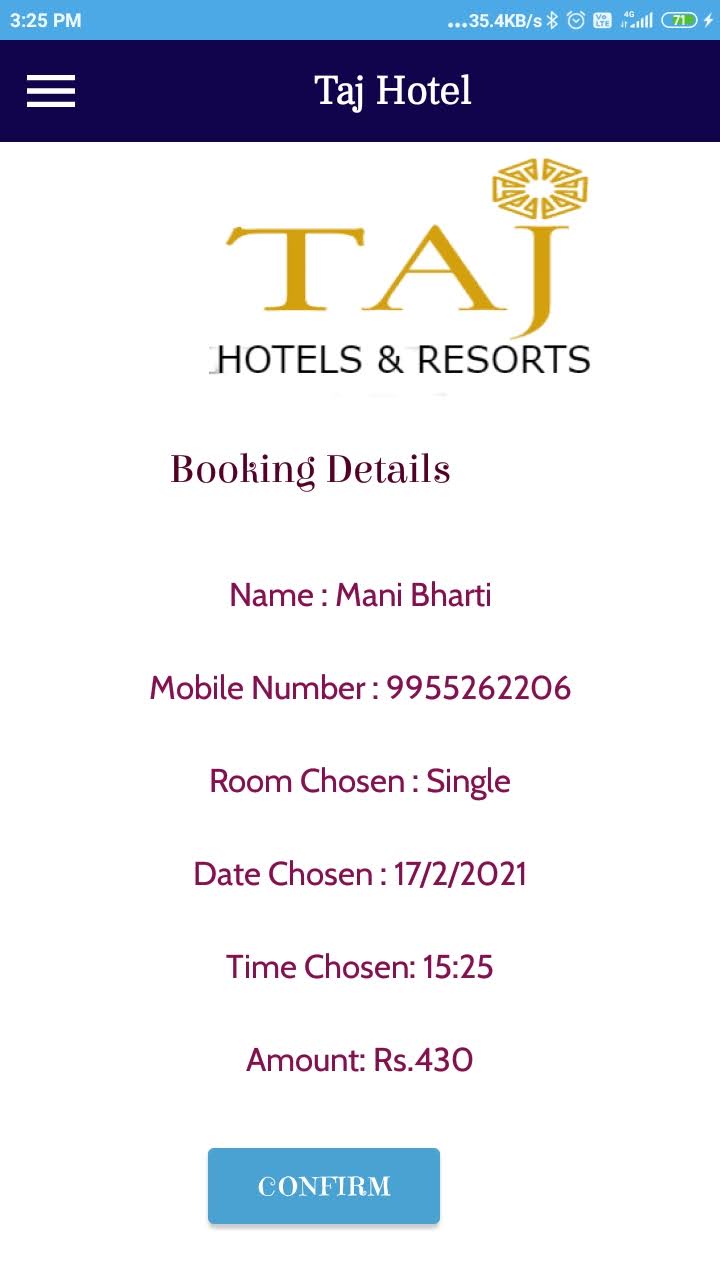 3:25 PM
...35.4KB/s 4G 71
Taj Hotel
TAJ
HOTELS & RESORTS
Booking Details
Name : Mani Bharti
Mobile Number : 9955262206
Room Chosen : Single
Date Chosen : 17/2/2021
Time Chosen: 15:25
Amount: Rs.430
CONFIRM